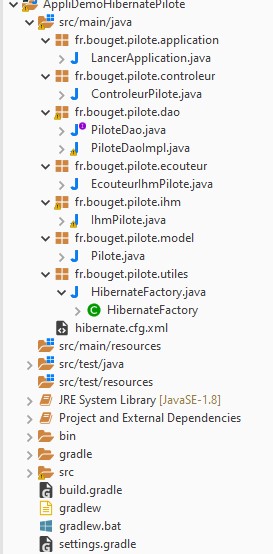 AppliDemoHibernatePilote
src/main/java
fr.bouget.pilote.application
LancerApplication.java
fr.bouget.pilote.controleur
ControleurPilote.java
fr.bouget.pilote.dao
PiloteDao.java
PiloteDaoImpl.java
fr.bouget.pilote.ecouteur
EcouteurIhmPilote.java
fr.bouget.pilote.ihm
IhmPilote.java
fr.bouget.pilote.model
Pilote.java
fr.bouget.pilote.utiles
HibernateFactory.java
HibernateFactory
hibernate.cfg.xml
src/main/resources
src/test/java
src/test/resources
JRE System Library [JavaSE-1.8]
Project and External Dependencies
bin
gradle
src
build.gradle
gradlew
gradlew.bat
settings.gradle